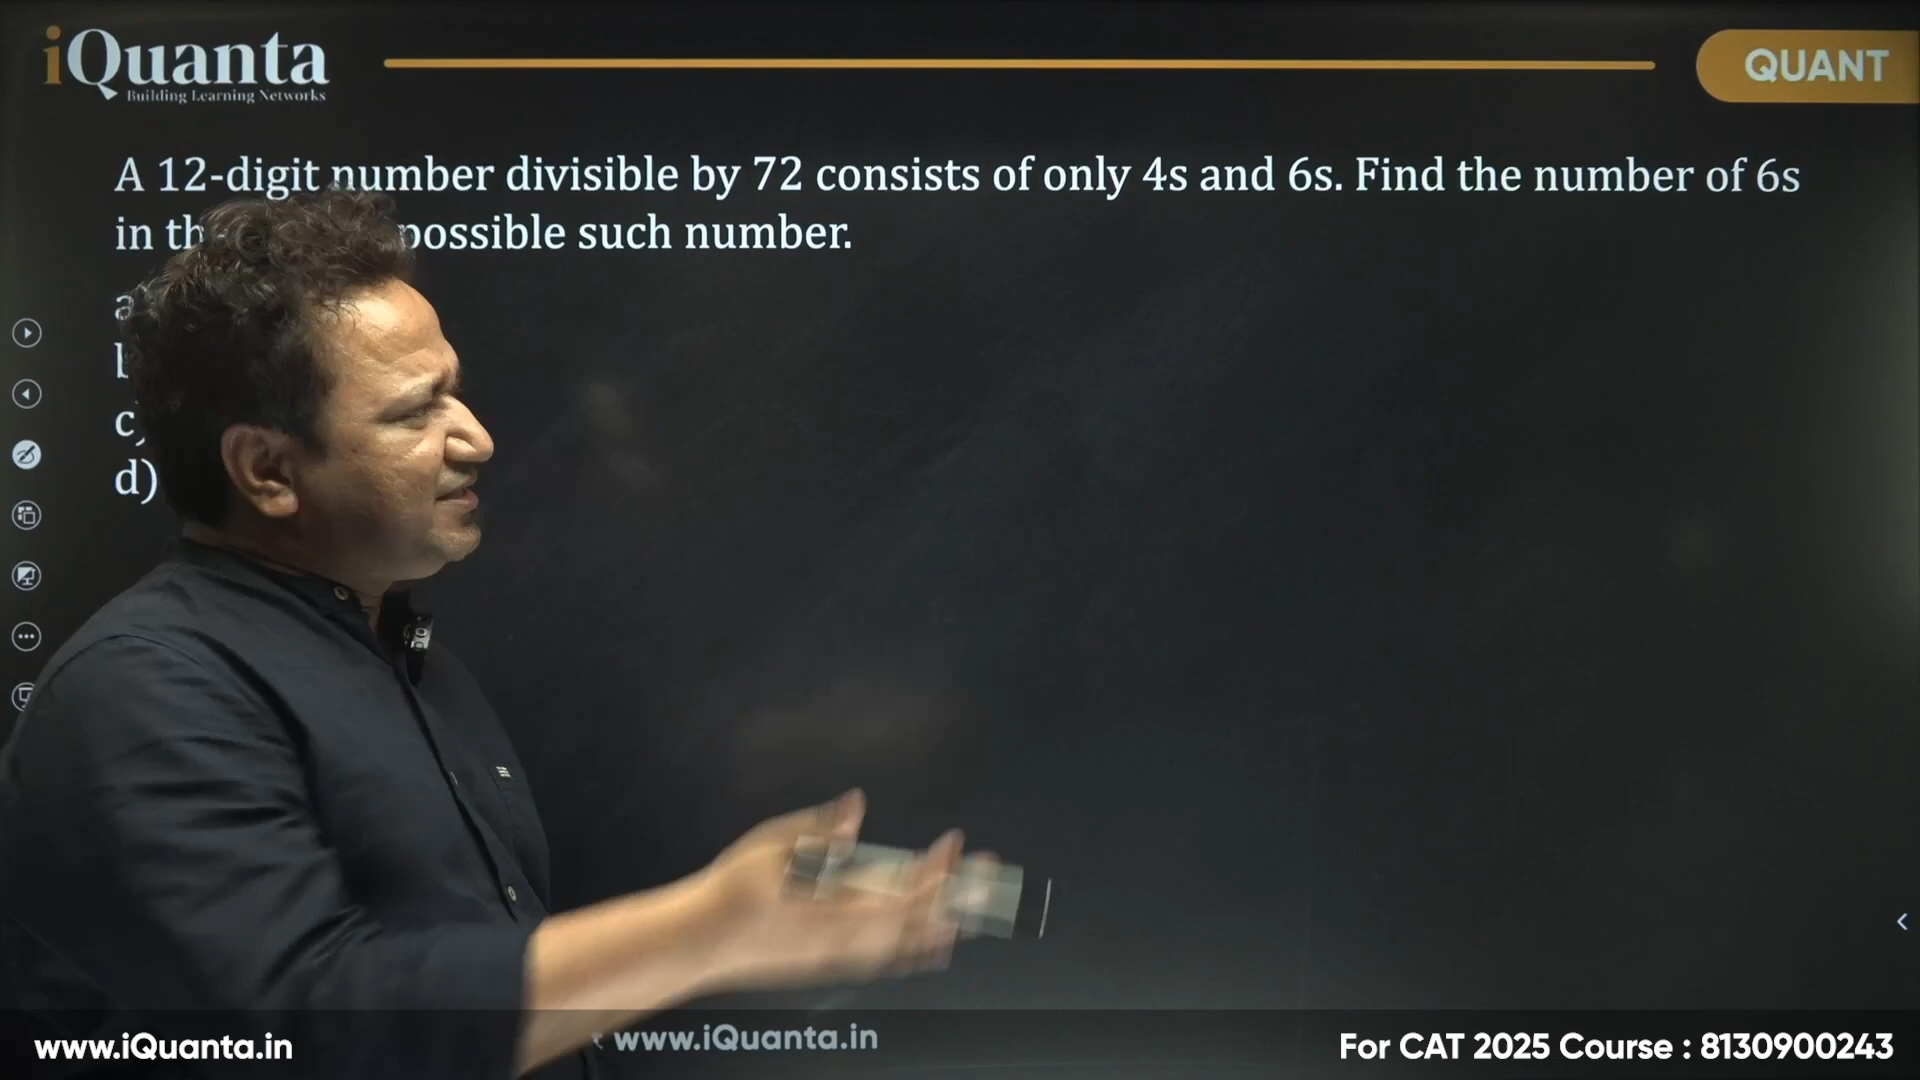 iQuanta
Building Learning Networks
QUANT
A 12-digit number divisible by 72 consists of only 4s and 6s. Find the number of 6s
in possible such number.
c)
d)
www.iQuanta.in
www.iQuanta.in
For CAT 2025 Course : 8130900243